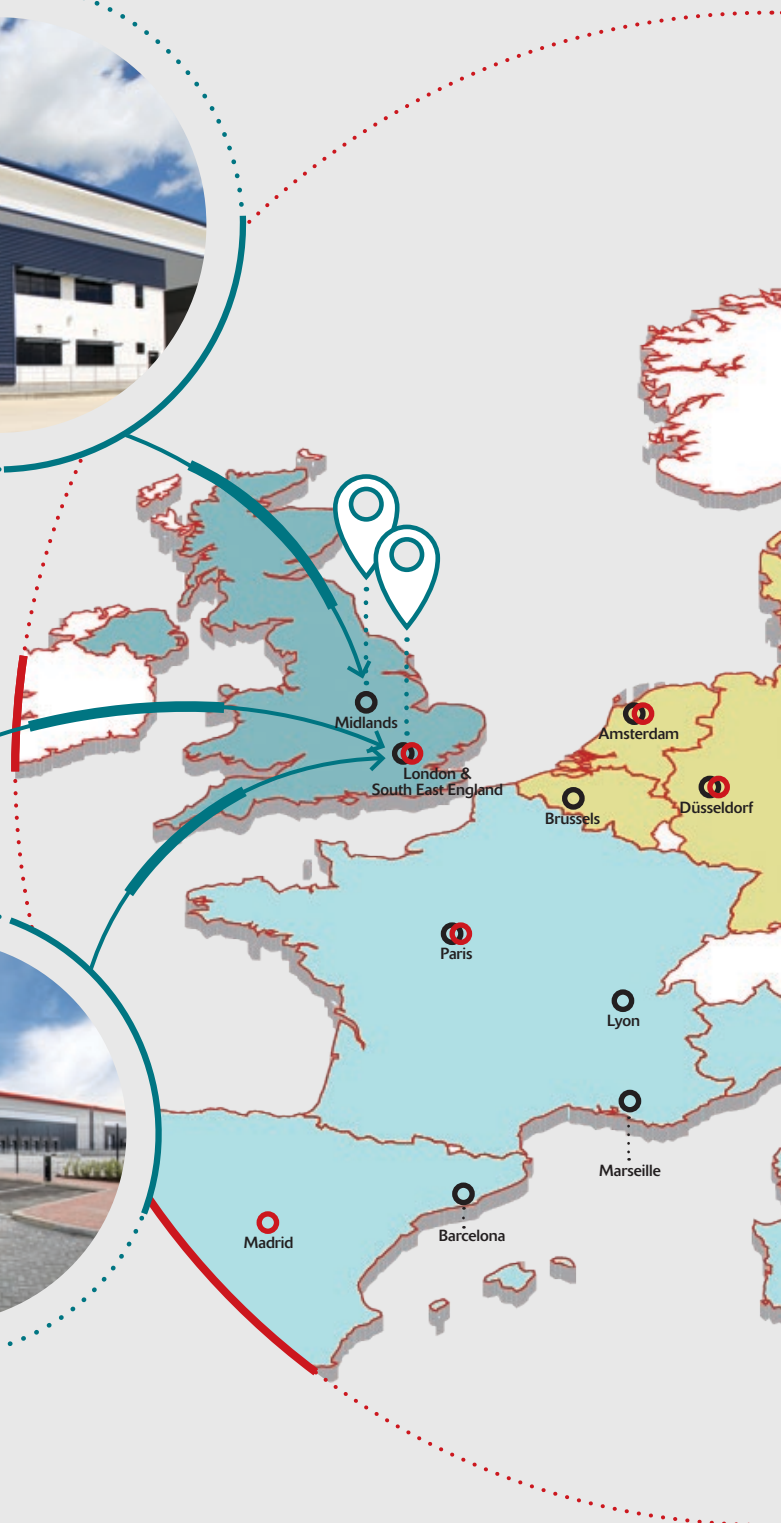 Midlands
London &
South East England
Amsterdam
Düsseldorf
Brussels
Paris
Lyon
Marseille
Barcelona
Madrid